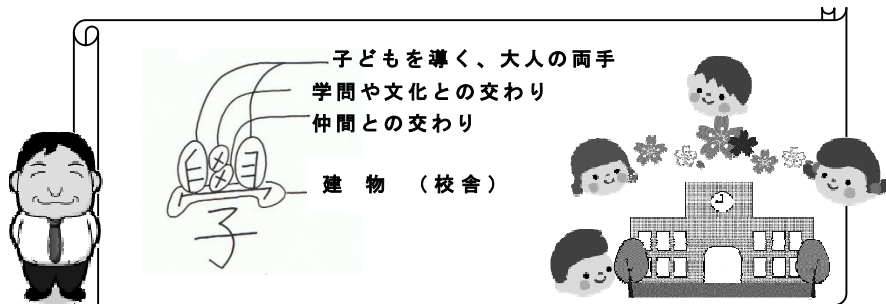 子どもを導く、大人の両手
学問や文化との交わり
仲間との交わり
建物（校舎）
學